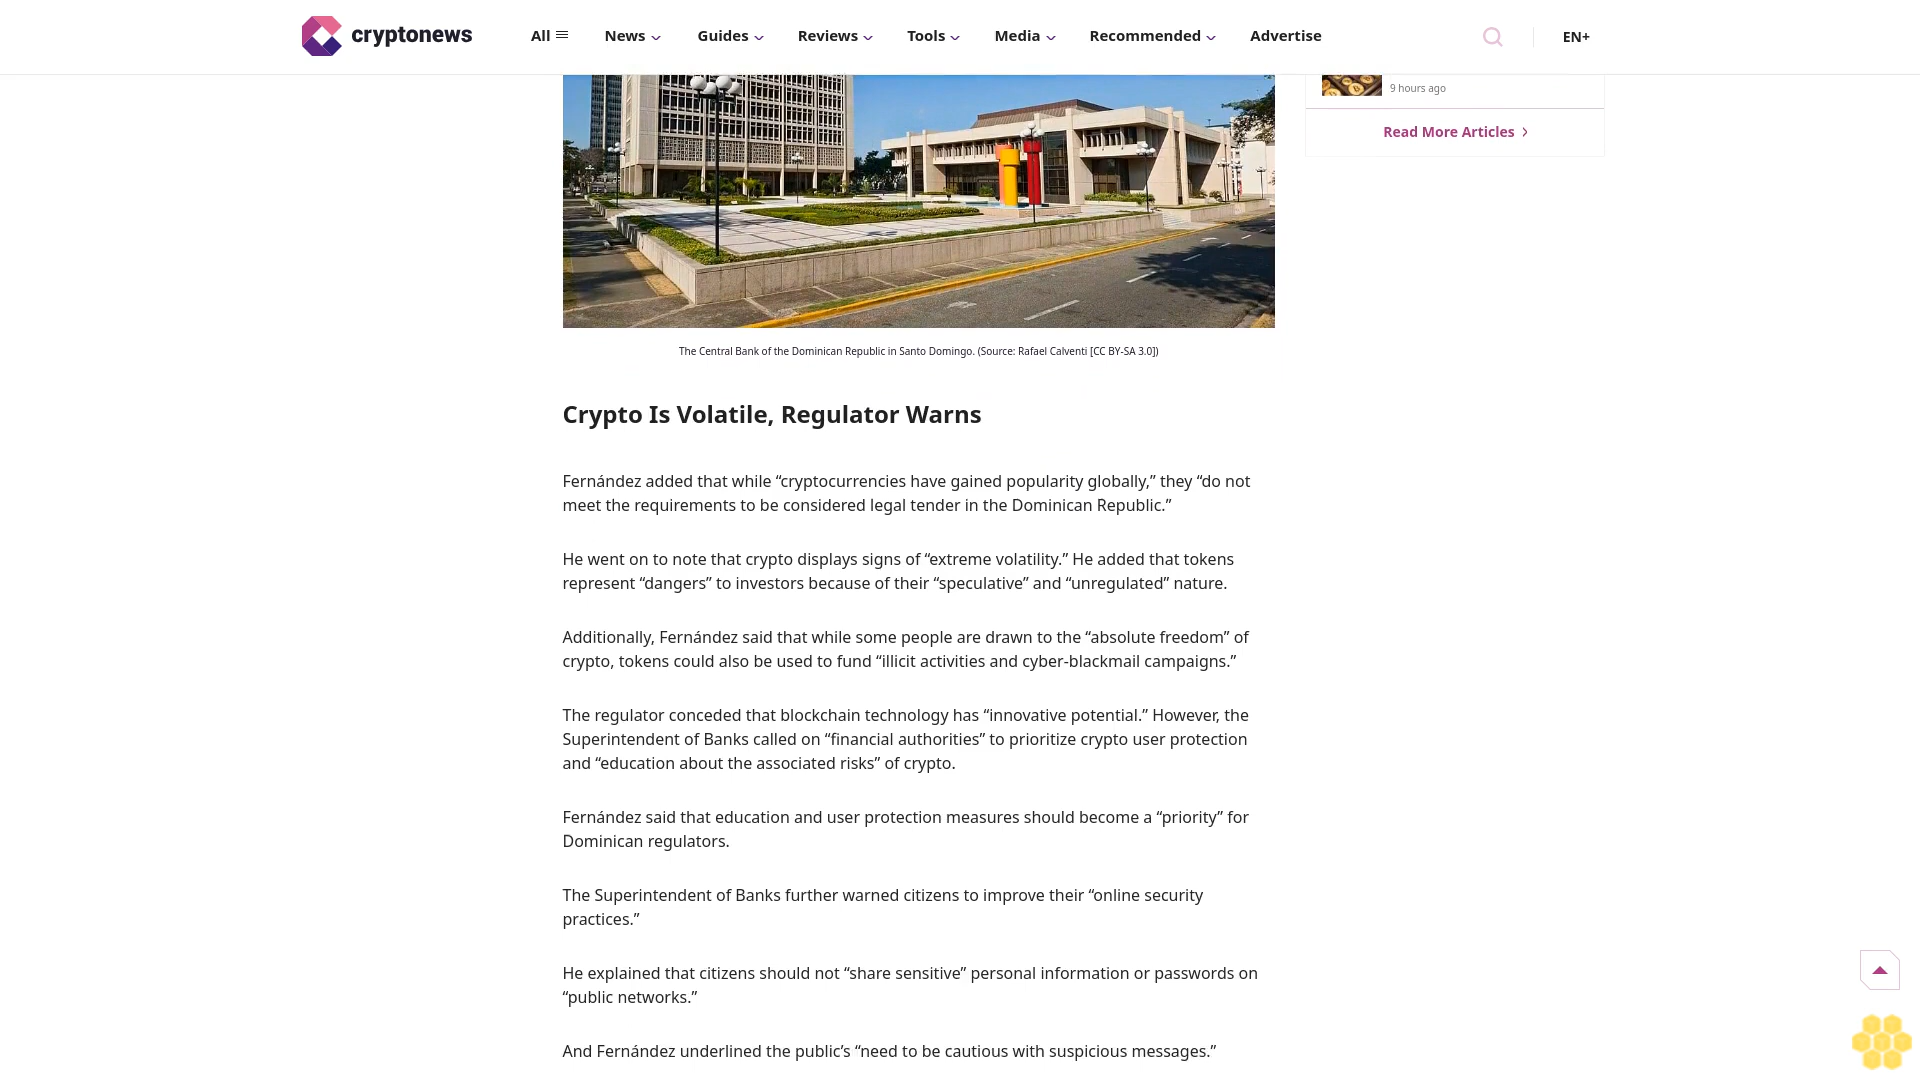 cryptonews
All
News
Guides
Reviews
Tools
Media
Recommended
Advertise
EN+
9 hours ago
Read More Articles
The Central Bank of the Dominican Republic in Santo Domingo. (Source: Rafael Calventi [CC BY-SA 3.0])
Crypto Is Volatile, Regulator Warns
Fernández added that while “cryptocurrencies have gained popularity globally,” they “do not
meet the requirements to be considered legal tender in the Dominican Republic.”
He went on to note that crypto displays signs of “extreme volatility.” He added that tokens
represent “dangers” to investors because of their “speculative” and “unregulated” nature.
Additionally, Fernández said that while some people are drawn to the “absolute freedom” of
crypto, tokens could also be used to fund “illicit activities and cyber-blackmail campaigns.”
The regulator conceded that blockchain technology has “innovative potential.” However, the
Superintendent of Banks called on “financial authorities” to prioritize crypto user protection
and “education about the associated risks” of crypto.
Fernández said that education and user protection measures should become a “priority” for
Dominican regulators.
The Superintendent of Banks further warned citizens to improve their “online security
practices.”
He explained that citizens should not “share sensitive” personal information or passwords on
“public networks.”
And Fernández underlined the public’s “need to be cautious with suspicious messages.”